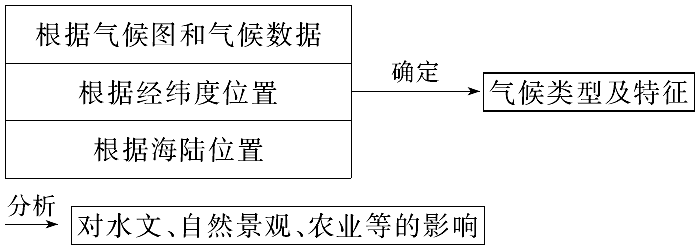 根据气候图和气候数据
根据经纬度位置
根据海陆位置
确定
气候类型及特征
分析
对水文、自然景观、农业等的影响